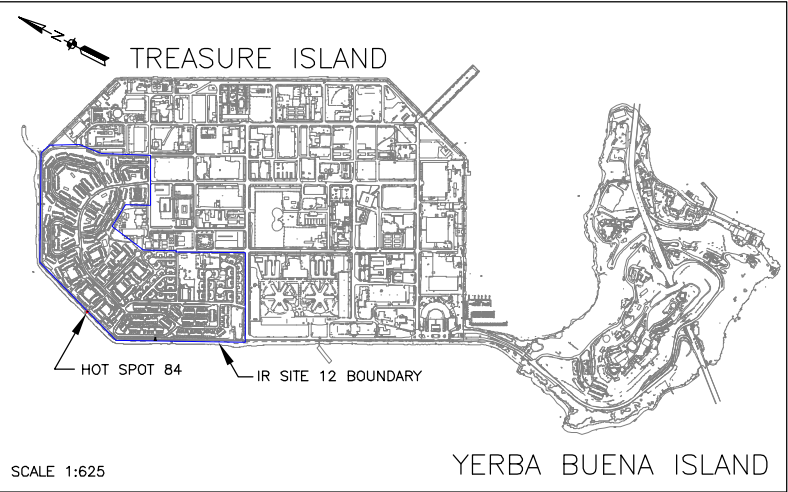 N
TREASURE ISLAND
HOT SPOT 84
IR SITE 12 BOUNDARY
SCALE 1:625
YERBA BUENA ISLAND